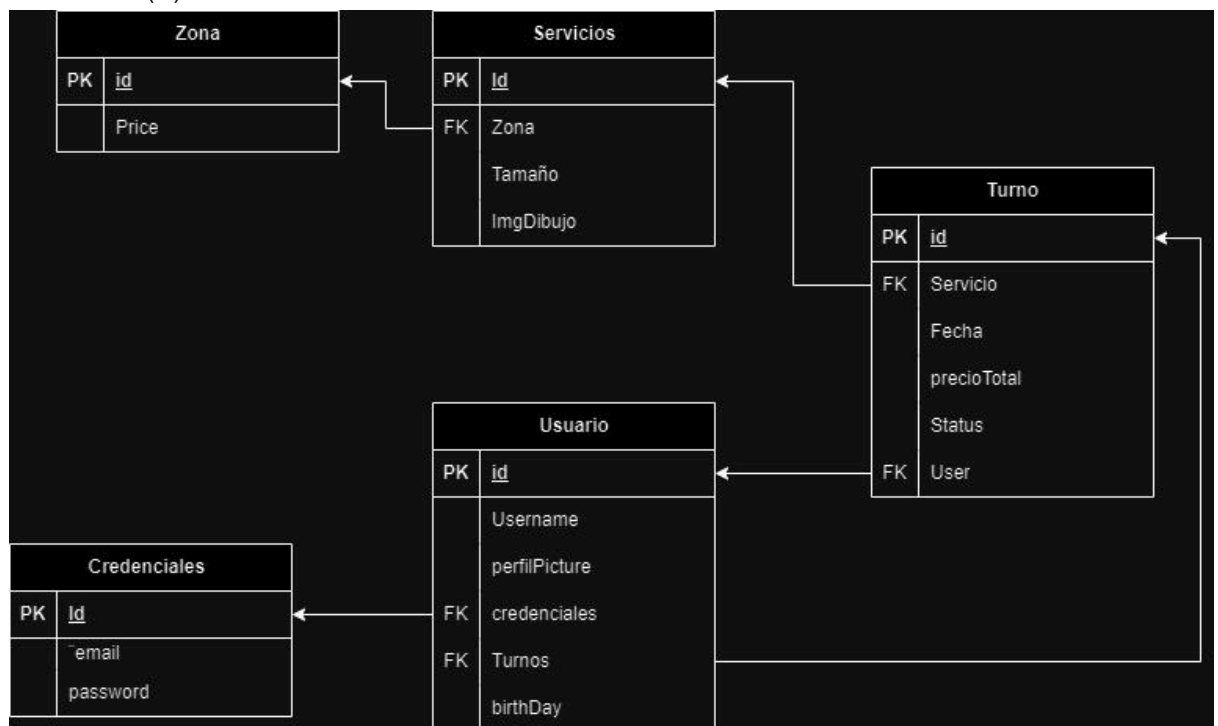 Zona
PK id
Price
Servicios
PK Id
FK Zona
Tamaño
ImgDibujo
Turno
PK id
FK Servicio
Fecha
precioTotal
Status
FK User
Usuario
PK id
Username
perfilPicture
FK credenciales
FK Turnos
birthDay
Credenciales
PK Id
¨email
password